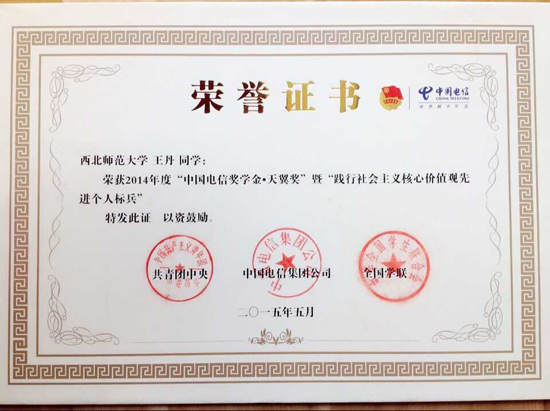 荣誉证书
中国电信
CHINA TELECOM
西北师范大学 王丹 同学：
荣获2014年度“中国电信奖学金•天翼奖”暨“践行社会主义核心价值观先
进个人标兵”
特发此证 以资鼓励。
共青团中央 中国电信集团公司 全国学联
二〇一五年五月